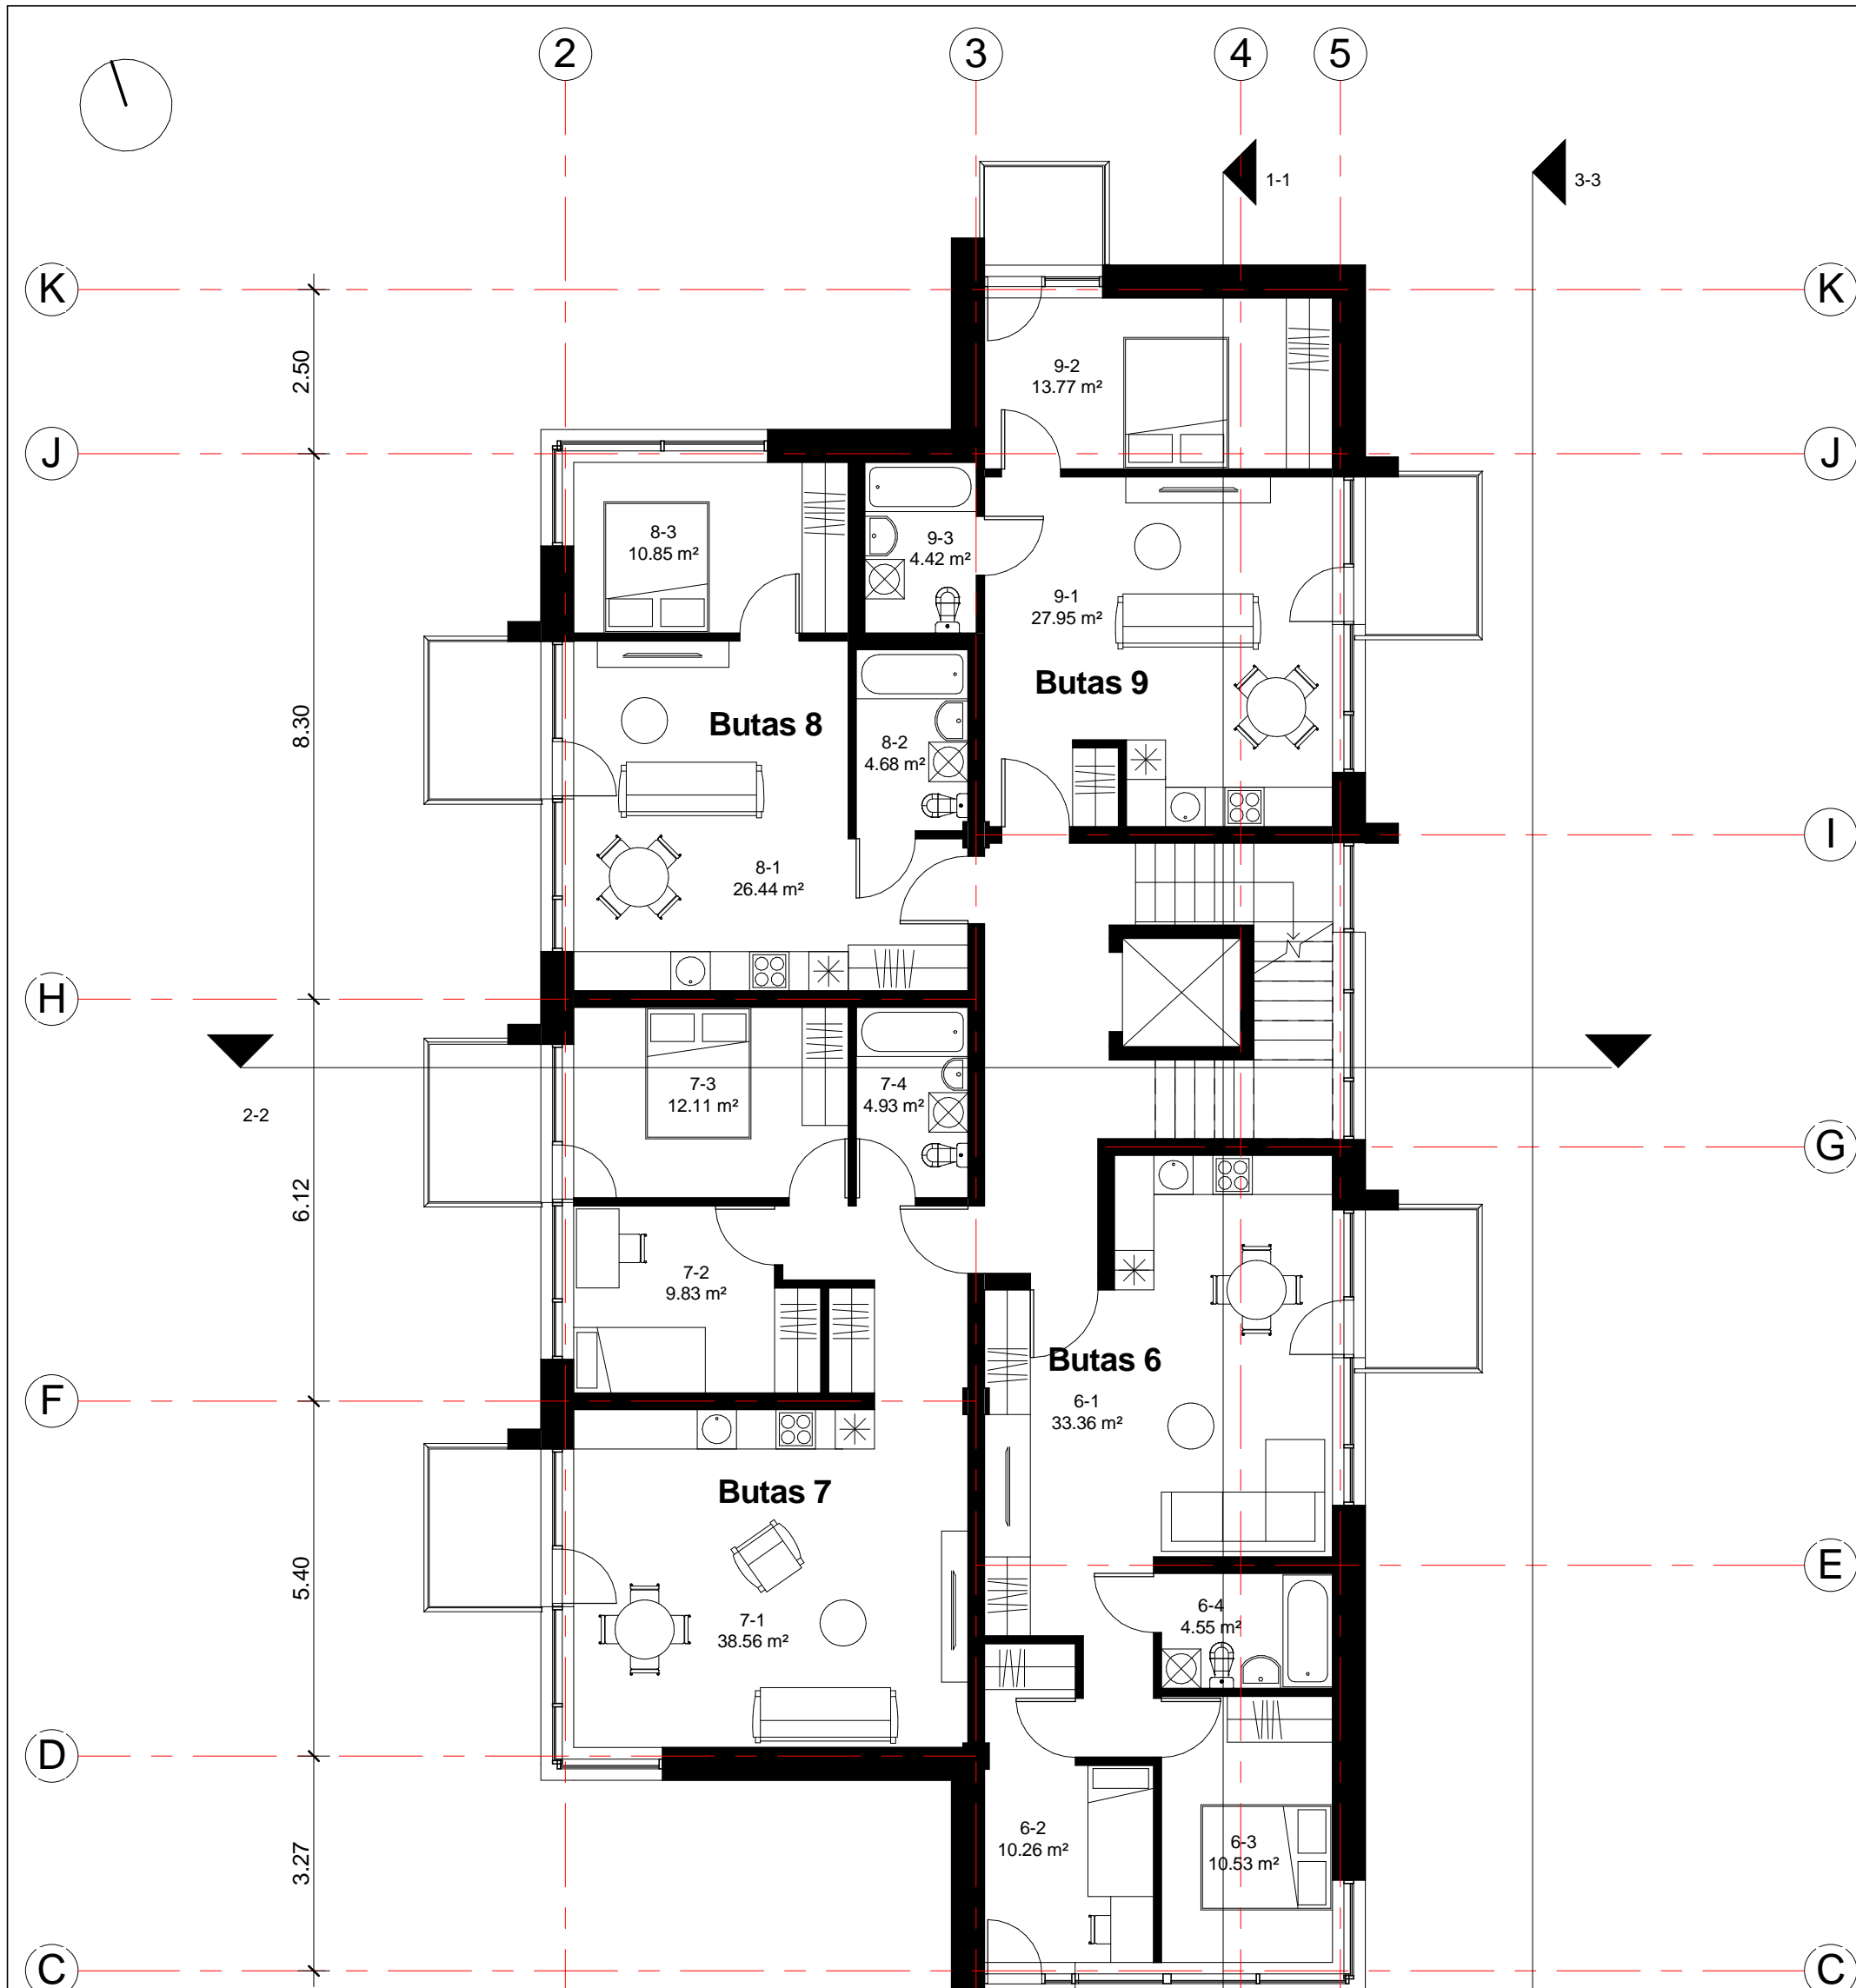 2
3
4
5
1-1
3-3
K
K
2.50
9-2
13.77 m²
J
J
8-3
10.85 m²
9-3
4.42 m²
9-1
27.95 m²
Butas 9
Butas 8
8.30
8-2
4.68 m²
I
8-1
26.44 m²
H
7-3
12.11 m²
7-4
4.93 m²
2-2
G
6.12
7-2
9.83 m²
Butas 6
F
6-1
33.36 m²
Butas 7
E
5.40
7-1
38.56 m²
6-4
4.55 m²
D
6-2
10.26 m²
6-3
10.53 m²
3.27
C
C